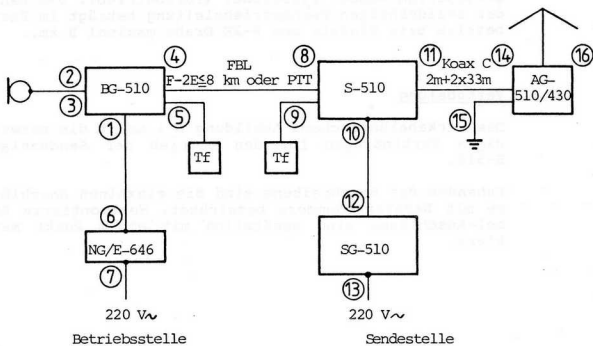 ④ FBL ⑧ ⑪ Koax C ⑭ ⑯
② BG-510 F-2E≤8 km oder PTT S-510 2m+2x33m AG-
③ ⑤ ⑨ 510/430
① Tf Tf ⑩ ⑮
⑥ ⑫
NG/E-646 SG-510
⑦ ⑬
220 V~ 220 V~
Betriebsstelle Sendestelle